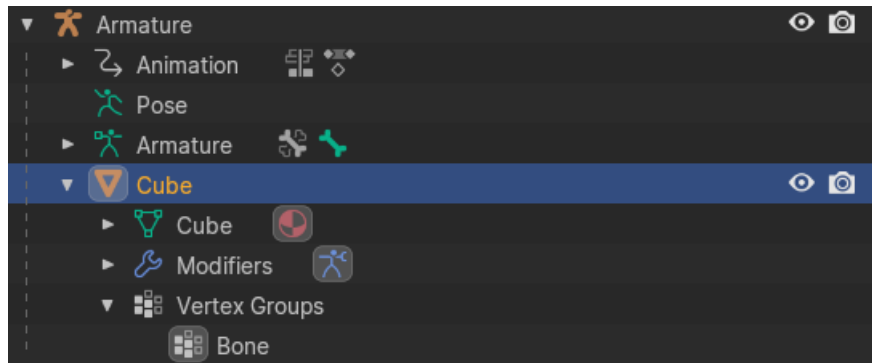 Armature
Animation
Pose
Armature
Cube
Cube
Modifiers
Vertex Groups
Bone